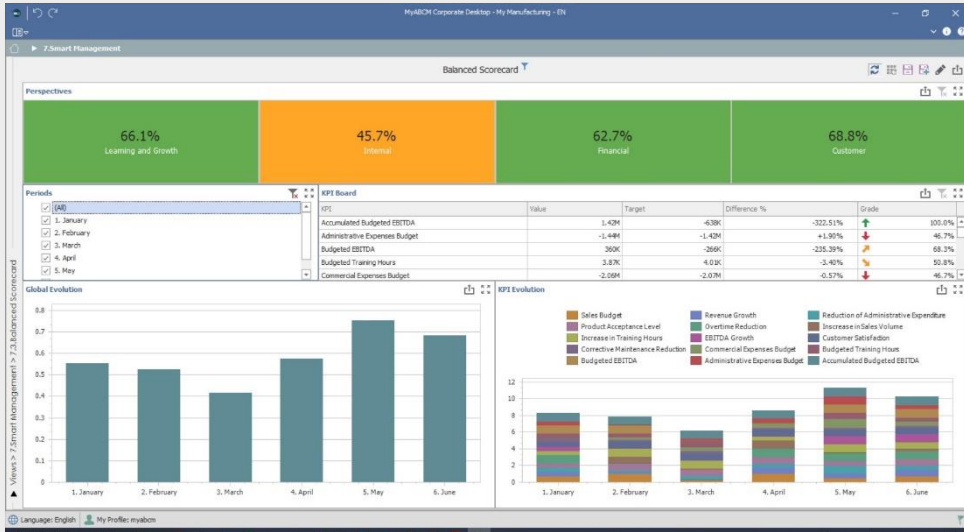 MyABCM Corporate Desktop - My Manufacturing - EN
7.Smart Management
Balanced Scorecard
Perspectives
66.1%
Learning and Growth
45.7%
Internal
62.7%
Financial
68.8%
Customer
Periods
(All)
1. January
2. February
3. March
4. April
5. May
KPI Board
KPI Value Target Difference % Grade
Accumulated Budgeted EBITDA 1.42M -638K -322.51% 100.0%
Administrative Expenses Budget -1.44M -1.42M +1.90% 46.7%
Budgeted EBITDA 360K -266K -235.39% 68.3%
Budgeted Training Hours 3.87K 4.01K -3.40% 50.8%
Commercial Expenses Budget -2.06M -2.07M -0.57% 46.7%
Global Evolution
0.8
0.7
0.6
0.5
0.4
0.3
0.2
0.1
0
1. January 2. February 3. March 4. April 5. May 6. June
KPI Evolution
Sales Budget Revenue Growth Reduction of Administrative Expenditure
Product Acceptance Level Overtime Reduction Inscrease in Sales Volume
Increase in Training Hours EBITDA Growth Customer Satisfadion
Corrective Maintenance Reduction Commercial Expenses Budget Budgeted Training Hours
Budgeted EBITDA Administrative Expenses Budget Accumulated Budgeted EBITDA
12
10
8
6
4
2
0
1. January 2. February 3. March 4. April 5. May 6. June
Views > 7.Smart Management > 7.3.Balanced Scorecard
Language: English My Profile: myabcm